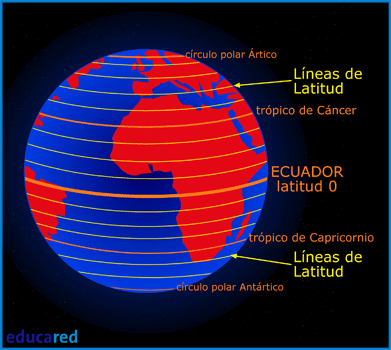 círculo polar Ártico
Líneas de
Latitud
trópico de Cáncer
ECUADOR
latitud 0
trópico de Capricornio
Líneas de
Latitud
círculo polar Antártico
educared